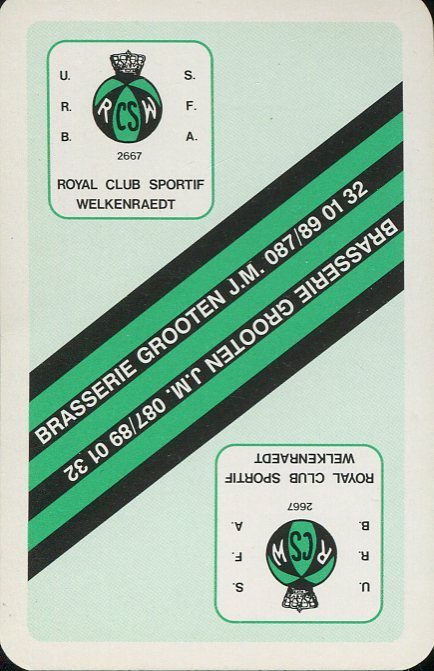 U. S.
R. RCSW F.
B. A.
2667
ROYAL CLUB SPORTIF
WELKENRAEDT
BRASSERIE GROOTEN J.M. 087/89 01 32
BRASSERIE GROOTEN J.M. 087/89 01 32
U. S.
R. RCSW F.
B. A.
2667
ROYAL CLUB SPORTIF
WELKENRAEDT